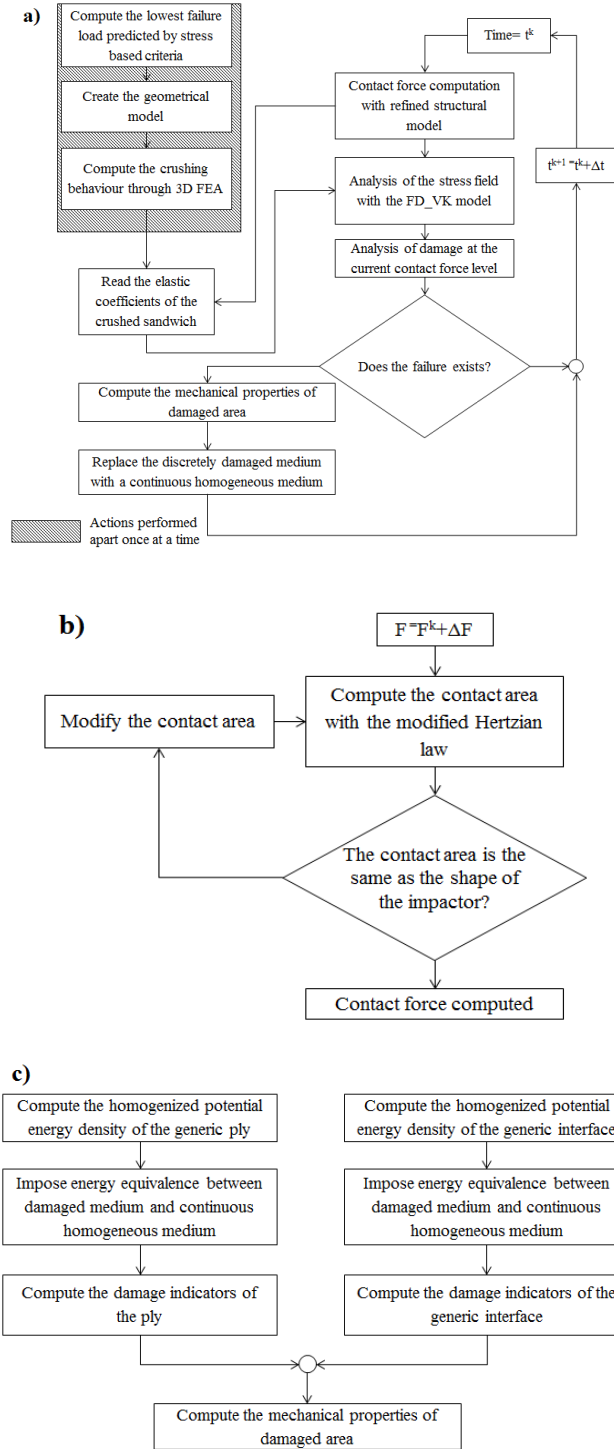 a)
Compute the lowest failure
load predicted by stress
based criteria
Create the geometrical
model
Compute the crushing
behaviour through 3D FEA
Read the elastic
coefficients of the
crushed sandwich
Time= t^k
Contact force computation
with refined structural
model
t^k+1 =t^k+Δt
Analysis of the stress field
with the FD_VK model
Analysis of damage at the
current contact force level
Does the failure exists?
Compute the mechanical properties of
damaged area
Replace the discretely damaged medium
with a continuous homogeneous medium
Actions performed
apart once at a time
b)
F =F^k+ΔF
Modify the contact area
Compute the contact area
with the modified Hertzian
law
The contact area is the
same as the shape of
the impactor?
Contact force computed
c)
Compute the homogenized potential
energy density of the generic ply
Impose energy equivalence between
damaged medium and continuous
homogeneous medium
Compute the damage indicators of
the ply
Compute the homogenized potential
energy density of the generic interface
Impose energy equivalence between
damaged medium and continuous
homogeneous medium
Compute the damage indicators of the
generic interface
Compute the mechanical properties of
damaged area